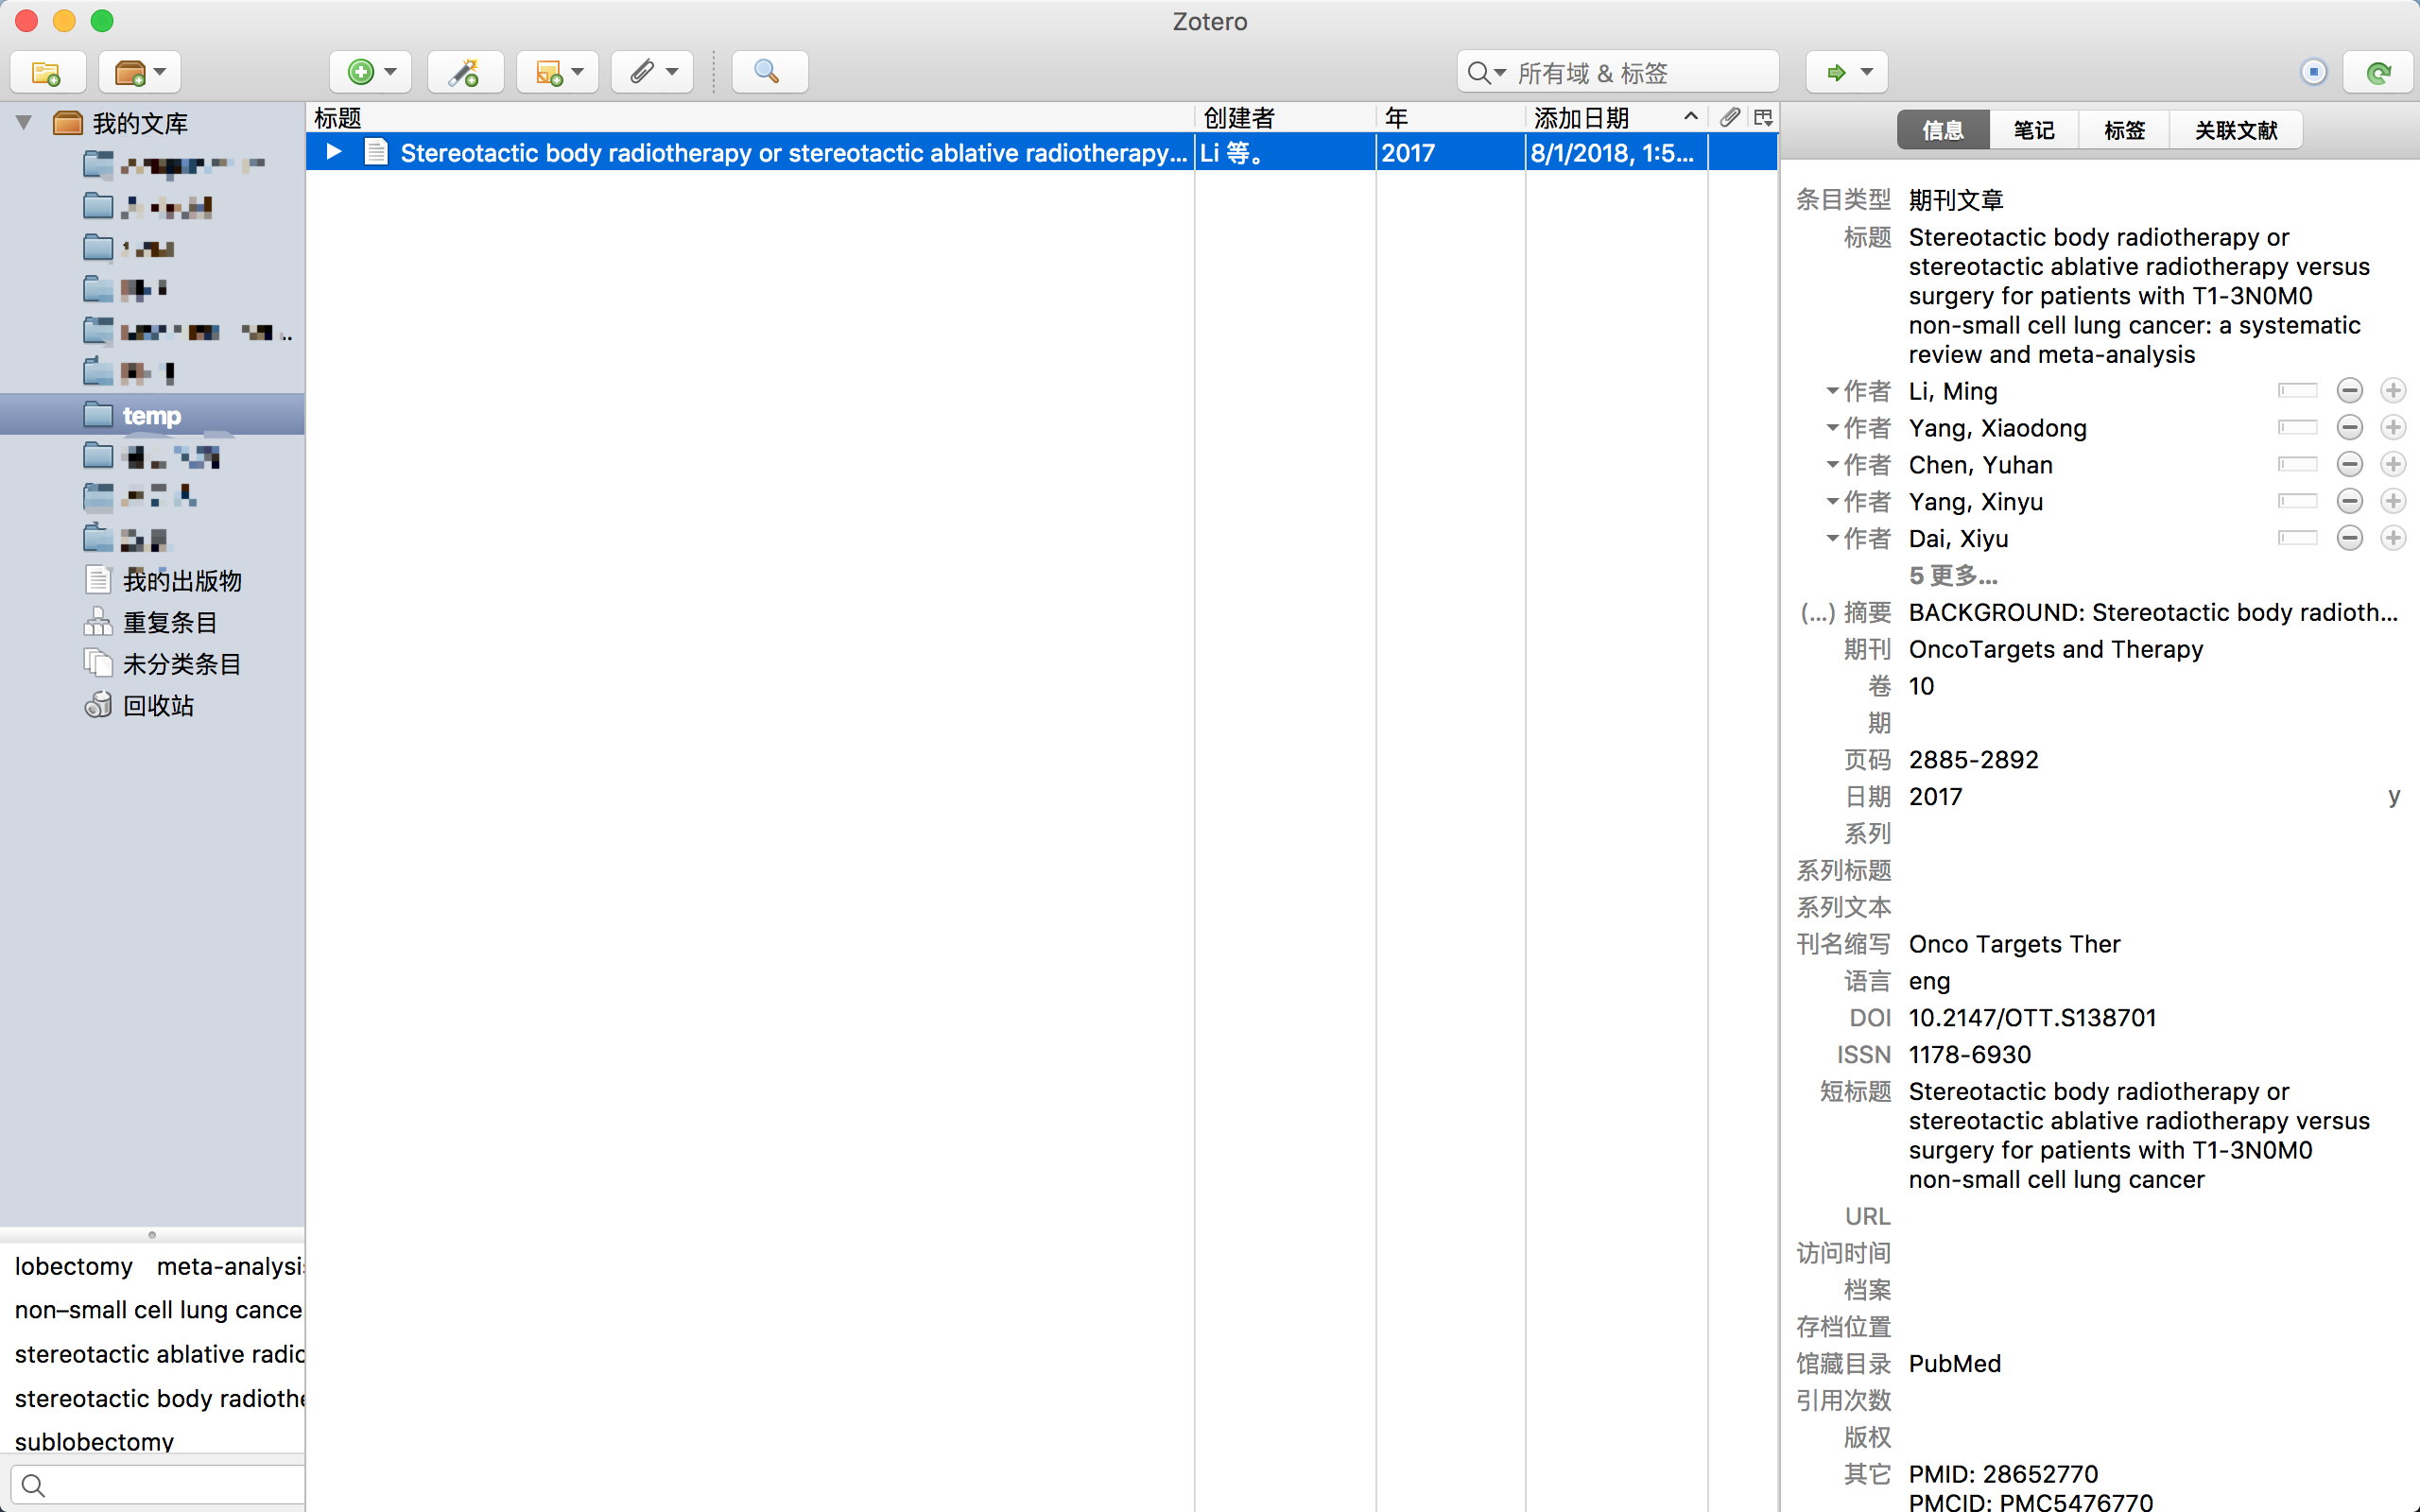 Zotero
所有域 & 标签
我的文库
temp
我的出版物
重复条目
未分类条目
回收站
lobectomy meta-analysis
non–small cell lung cance
stereotactic ablative radio
stereotactic body radiothe
sublobectomy
标题 创建者 年 添加日期
Stereotactic body radiotherapy or stereotactic ablative radiotherapy... Li 等。 2017 8/1/2018, 1:5...
信息 笔记 标签 关联文献
条目类型 期刊文章
标题 Stereotactic body radiotherapy or
stereotactic ablative radiotherapy versus
surgery for patients with T1-3N0M0
non-small cell lung cancer: a systematic
review and meta-analysis
作者 Li, Ming
作者 Yang, Xiaodong
作者 Chen, Yuhan
作者 Yang, Xinyu
作者 Dai, Xiyu
5 更多...
(...) 摘要 BACKGROUND: Stereotactic body radioth...
期刊 OncoTargets and Therapy
卷 10
期
页码 2885-2892
日期 2017 y
系列
系列标题
系列文本
刊名缩写 Onco Targets Ther
语言 eng
DOI 10.2147/OTT.S138701
ISSN 1178-6930
短标题 Stereotactic body radiotherapy or
stereotactic ablative radiotherapy versus
surgery for patients with T1-3N0M0
non-small cell lung cancer
URL
访问时间
档案
存档位置
馆藏目录 PubMed
引用次数
版权
其它 PMID: 28652770
PMCID: PMC5476770